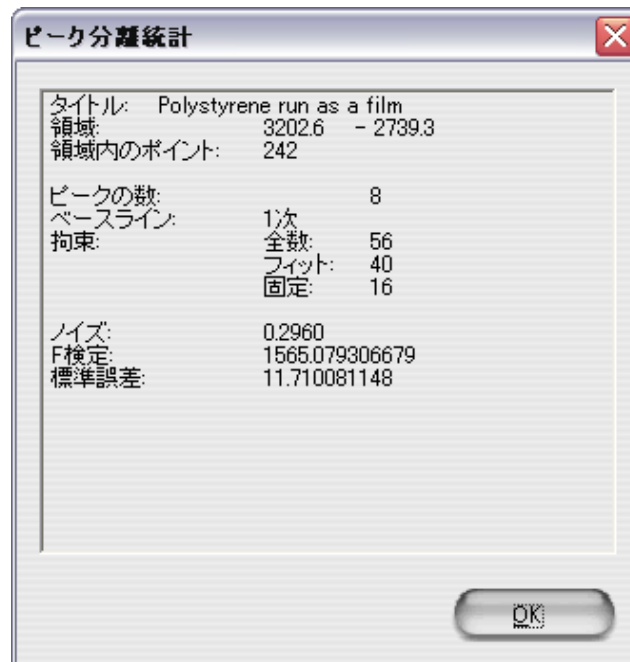 ピーク分離統計
タイトル: Polystyrene run as a film
領域: 3202.6 - 2739.3
領域内のポイント: 242
ピークの数: 8
ベースライン: 1次
拘束: 全数: 56
フィット: 40
固定: 16
ノイズ: 0.2960
F検定: 1565.079306679
標準誤差: 11.710081148
OK